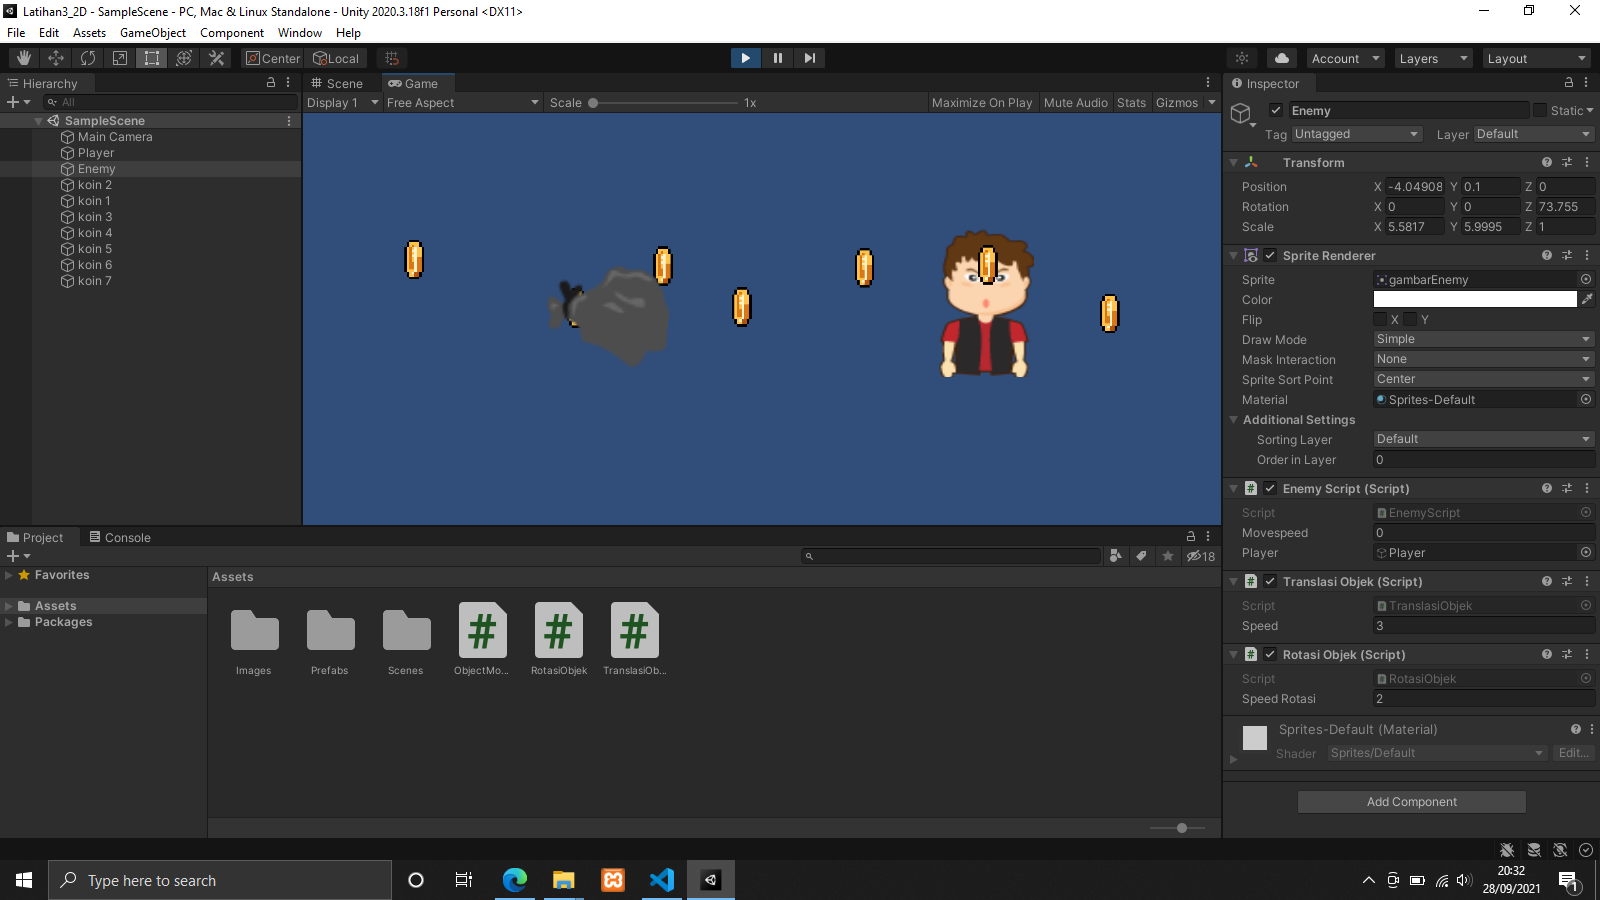 Latihan3_2D - SampleScene - PC, Mac & Linux Standalone - Unity 2020.3.18f1 Personal <DX11>
File Edit Assets GameObject Component Window Help
Center Local Account Layers Layout
Hierarchy
All
SampleScene
Main Camera
Player
Enemy
koin 2
koin 1
koin 3
koin 4
koin 5
koin 6
koin 7
Scene Game
Display 1 Free Aspect Scale 1x Maximize On Play Mute Audio Stats Gizmos
Inspector
Enemy Static
Tag Untagged Layer Default
Transform
Position X -4.04908 Y 0.1 Z 0
Rotation X 0 Y 0 Z 73.755
Scale X 5.5817 Y 5.9995 Z 1
Sprite Renderer
Sprite gambarEnemy
Color
Flip X Y
Draw Mode Simple
Mask Interaction None
Sprite Sort Point Center
Material Sprites-Default
Additional Settings
Sorting Layer Default
Order in Layer 0
Enemy Script (Script)
Script EnemyScript
Movespeed 0
Player Player
Translasi Objek (Script)
Script TranslasiObjek
Speed 3
Rotasi Objek (Script)
Script RotasiObjek
Speed Rotasi 2
Sprites-Default (Material)
Shader Sprites/Default Edit...
Add Component
Project Console
18
Favorites
Assets
Packages
Assets
Images Prefabs Scenes ObjectMo... RotasiObjek TranslasiOb...
Type here to search
20:32
28/09/2021
1